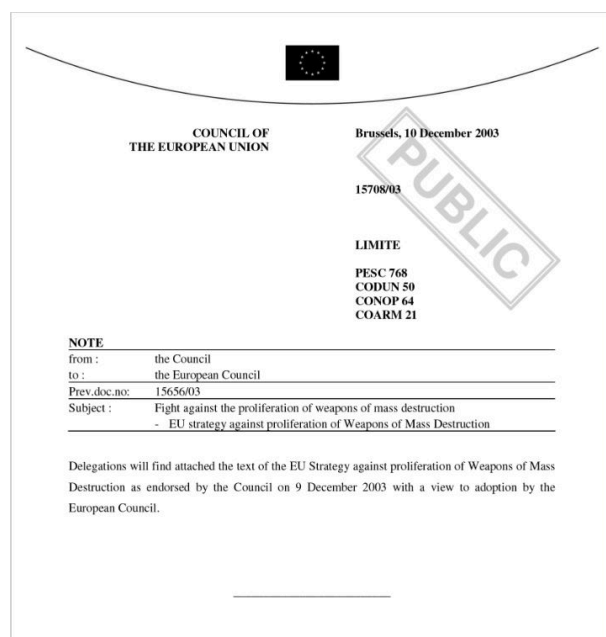 COUNCIL OF
THE EUROPEAN UNION
Brussels, 10 December 2003
15708/03
PUBLIC
LIMITE
PESC 768
CODUN 50
CONOP 64
COARM 21
NOTE
from : the Council
to : the European Council
Prev.doc.no: 15656/03
Subject : Fight against the proliferation of weapons of mass destruction
- EU strategy against proliferation of Weapons of Mass Destruction
Delegations will find attached the text of the EU Strategy against proliferation of Weapons of Mass
Destruction as endorsed by the Council on 9 December 2003 with a view to adoption by the
European Council.